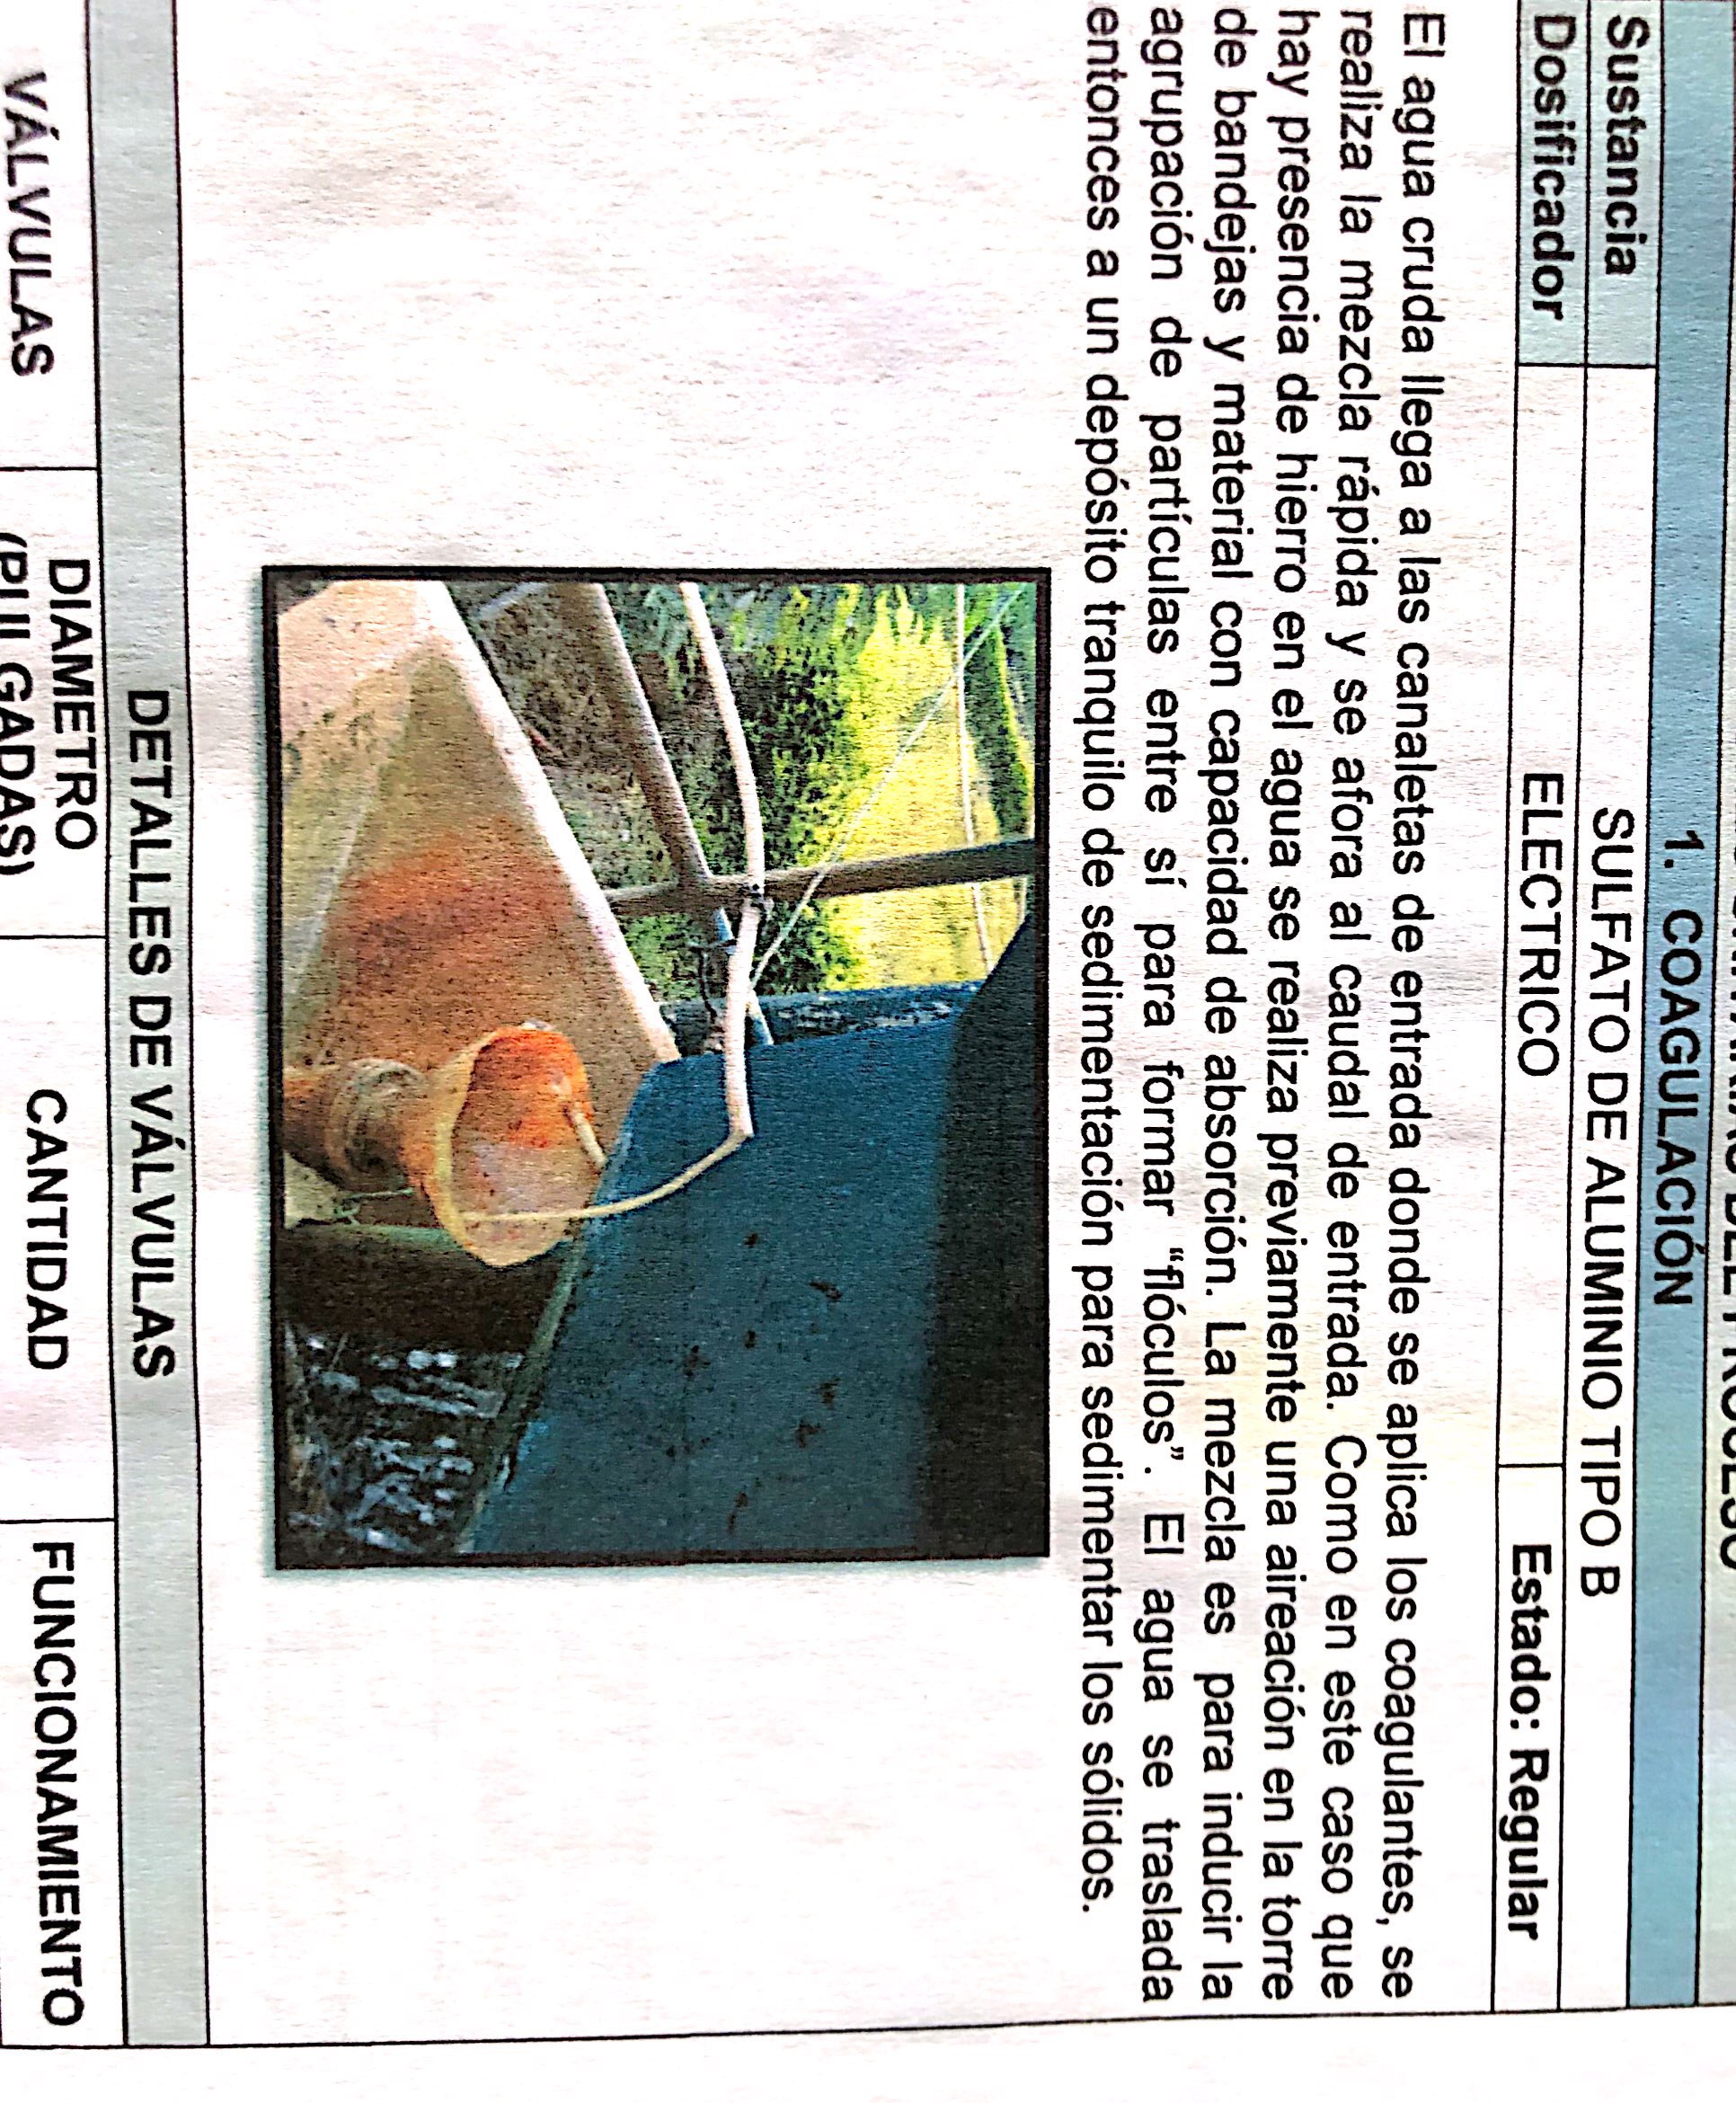 1. COAGULACIÓN
Sustancia SULFATO DE ALUMINIO TIPO B
Dosificador ELECTRICO Estado: Regular
El agua cruda llega a las canaletas de entrada donde se aplica los coagulantes, se
realiza la mezcla rápida y se afora al caudal de entrada. Como en este caso que
hay presencia de hierro en el agua se realiza previamente una aireación en la torre
de bandejas y material con capacidad de absorción. La mezcla es para inducir la
agrupación de partículas entre sí para formar “flóculos”. El agua se traslada
entonces a un depósito tranquilo de sedimentación para sedimentar los sólidos.
DETALLES DE VÁLVULAS
VÁLVULAS DIAMETRO CANTIDAD FUNCIONAMIENTO
(PULGADAS)